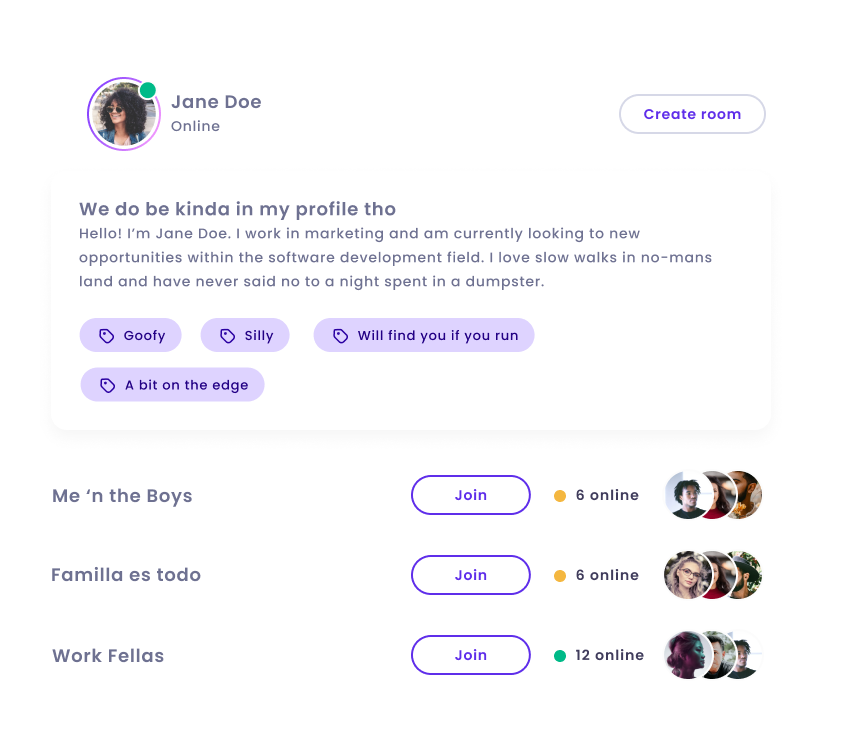 Jane Doe
Online
Create room
We do be kinda in my profile tho
Hello! I’m Jane Doe. I work in marketing and am currently looking to new
opportunities within the software development field. I love slow walks in no-mans
land and have never said no to a night spent in a dumpster.
Goofy
Silly
Will find you if you run
A bit on the edge
Me ‘n the Boys
Join
6 online
Familla es todo
Join
6 online
Work Fellas
Join
12 online